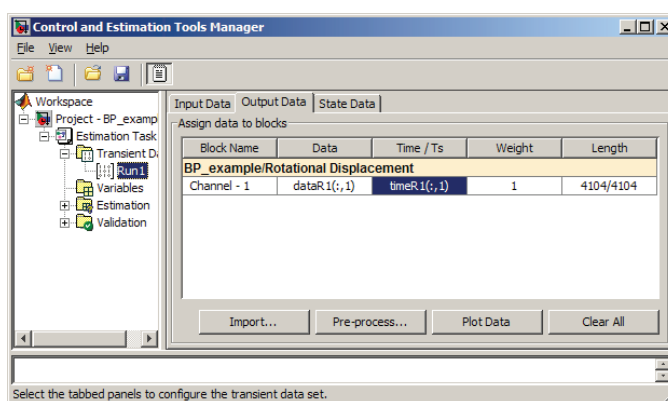 Control and Estimation Tools Manager
File View Help
Workspace
Project - BP_examp
Estimation Task
Transient Da
Run1
Variables
Estimation
Validation
Input Data Output Data State Data
Assign data to blocks
Block Name Data Time / Ts Weight Length
BP_example/Rotational Displacement
Channel - 1 dataR1(:,1) timeR1(:,1) 1 4104/4104
Import... Pre-process... Plot Data Clear All
Select the tabbed panels to configure the transient data set.